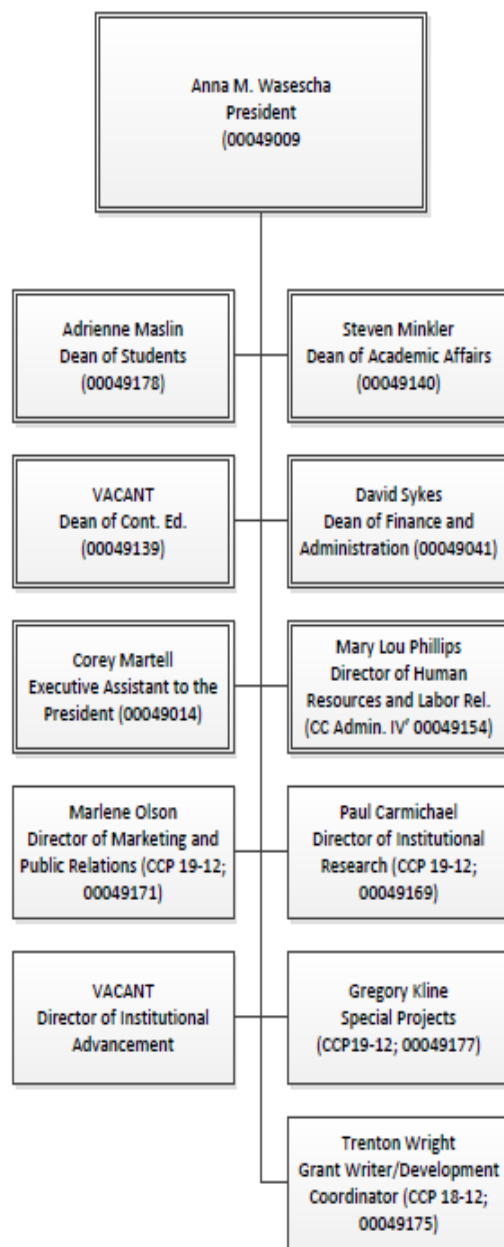 Anna M. Wasescha
President
(00049009
Adrienne Maslin
Dean of Students
(00049178)
Steven Minkler
Dean of Academic Affairs
(00049140)
VACANT
Dean of Cont. Ed.
(00049139)
David Sykes
Dean of Finance and
Administration (00049041)
Corey Martell
Executive Assistant to the
President (00049014)
Mary Lou Phillips
Director of Human
Resources and Labor Rel.
(CC Admin. IV' 00049154)
Marlene Olson
Director of Marketing and
Public Relations (CCP 19-12;
00049171)
Paul Carmichael
Director of Institutional
Research (CCP 19-12;
00049169)
VACANT
Director of Institutional
Advancement
Gregory Kline
Special Projects
(CCP19-12; 00049177)
Trenton Wright
Grant Writer/Development
Coordinator (CCP 18-12;
00049175)